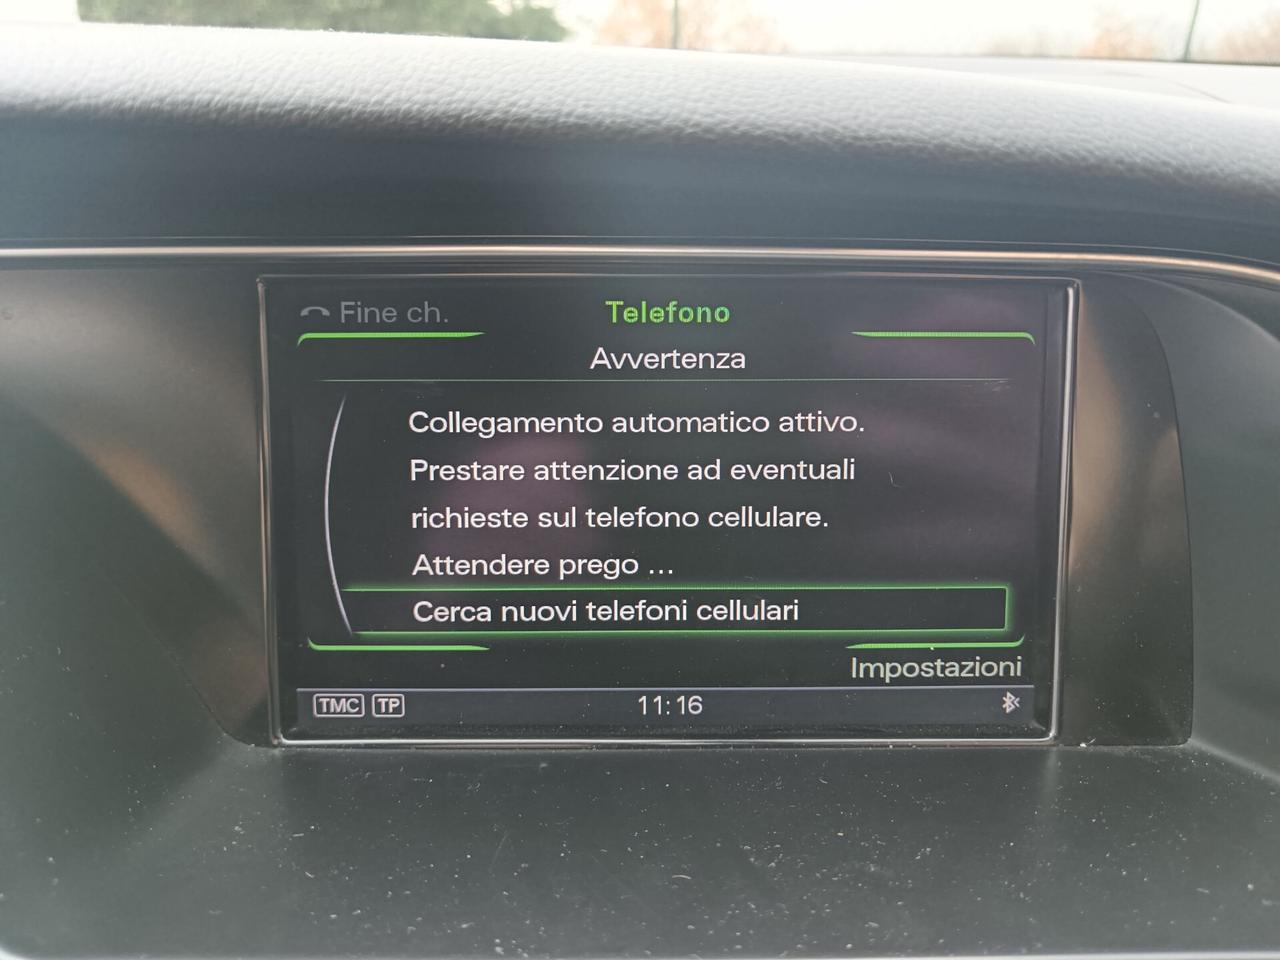 Fine ch.
Telefono
Avvertenza
Collegamento automatico attivo.
Prestare attenzione ad eventuali
richieste sul telefono cellulare.
Attendere prego ...
Cerca nuovi telefoni cellulari
Impostazioni
TMC TP 11:16